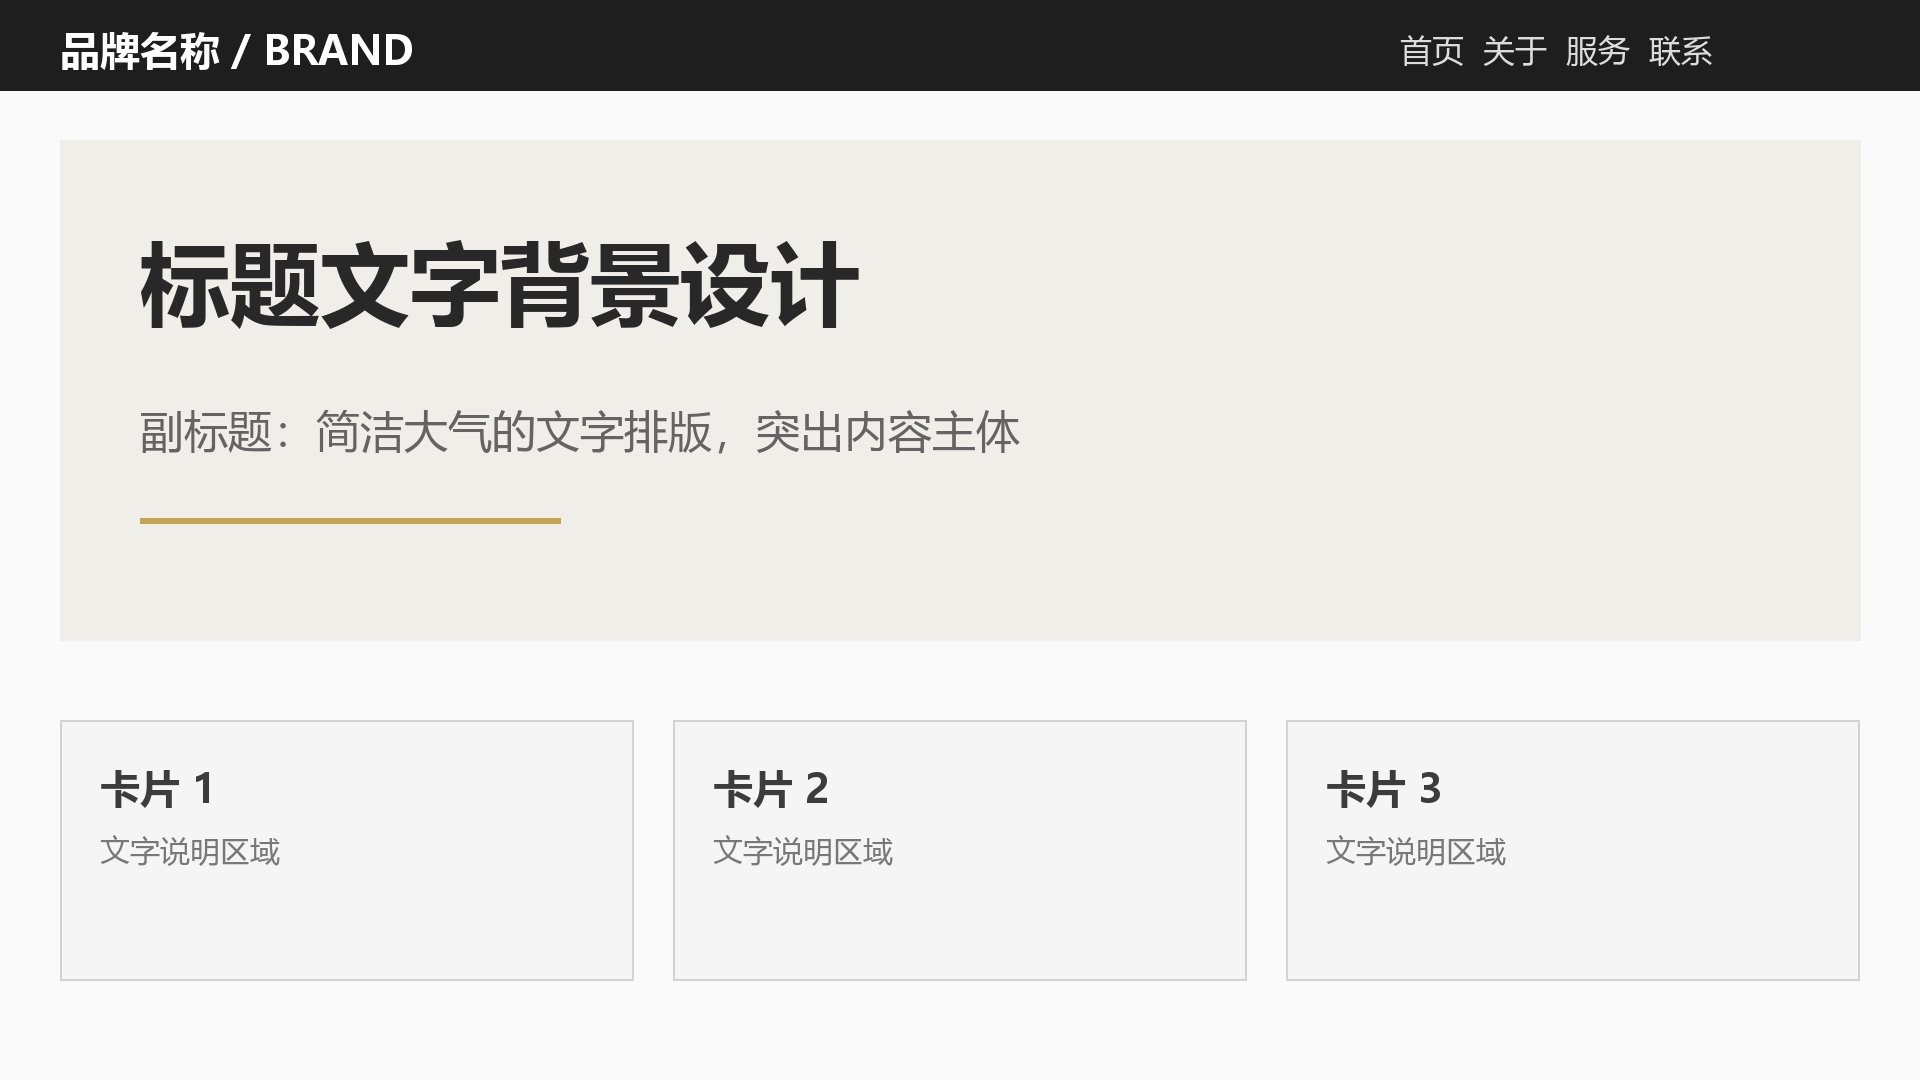 品牌名称 / BRAND
首页 关于 服务 联系
标题文字背景设计
副标题：简洁大气的文字排版，突出内容主体
卡片 1
文字说明区域
卡片 2
文字说明区域
卡片 3
文字说明区域